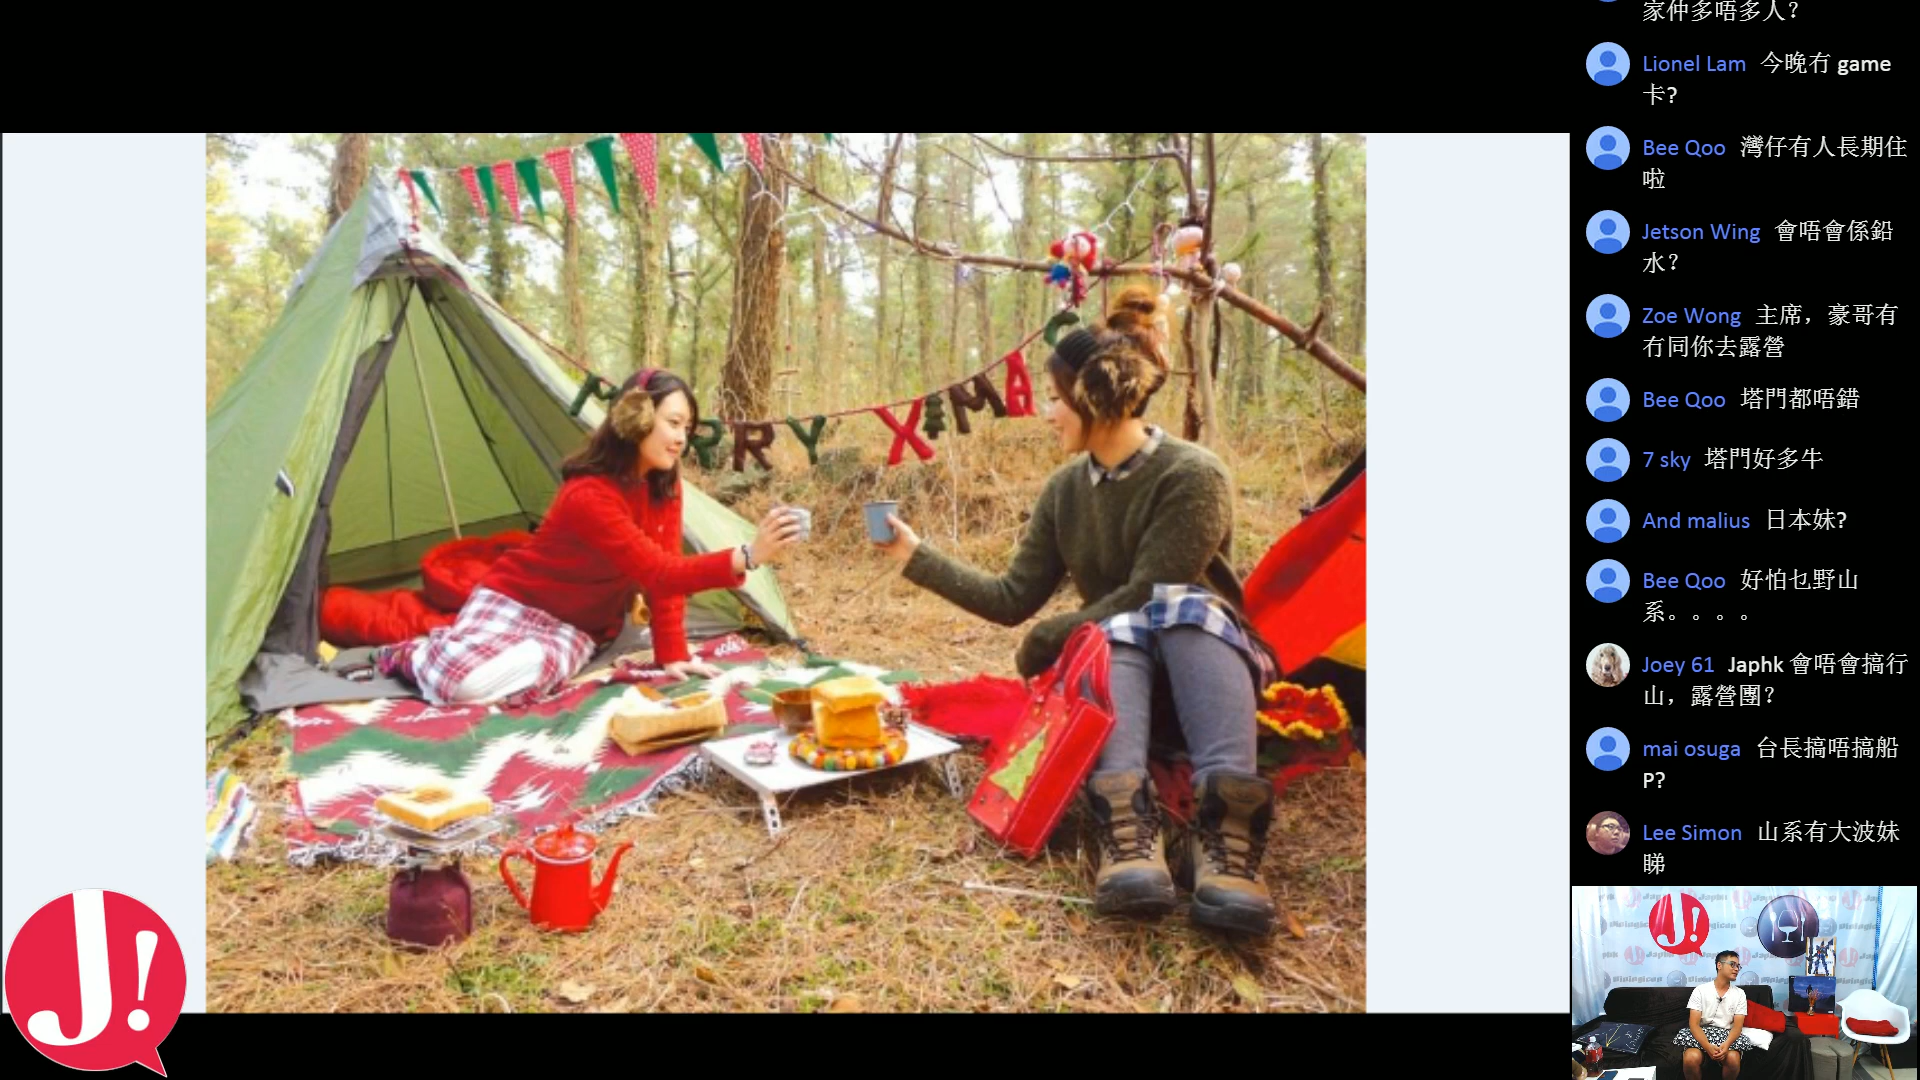 家仲多唔多人？
Lionel Lam 今晚冇 game
卡?
Bee Qoo 灣仔有人長期住
啦
Jetson Wing 會唔會係鉛
水？
Zoe Wong 主席，豪哥有
冇同你去露營
Bee Qoo 塔門都唔錯
7 sky 塔門好多牛
And malius 日本妹?
Bee Qoo 好怕乜野山
系。。。。
Joey 61 Japhk 會唔會搞行
山，露營團？
mai osuga 台長搞唔搞船
P?
Lee Simon 山系有大波妹
睇
RRY XMA
J!
J!